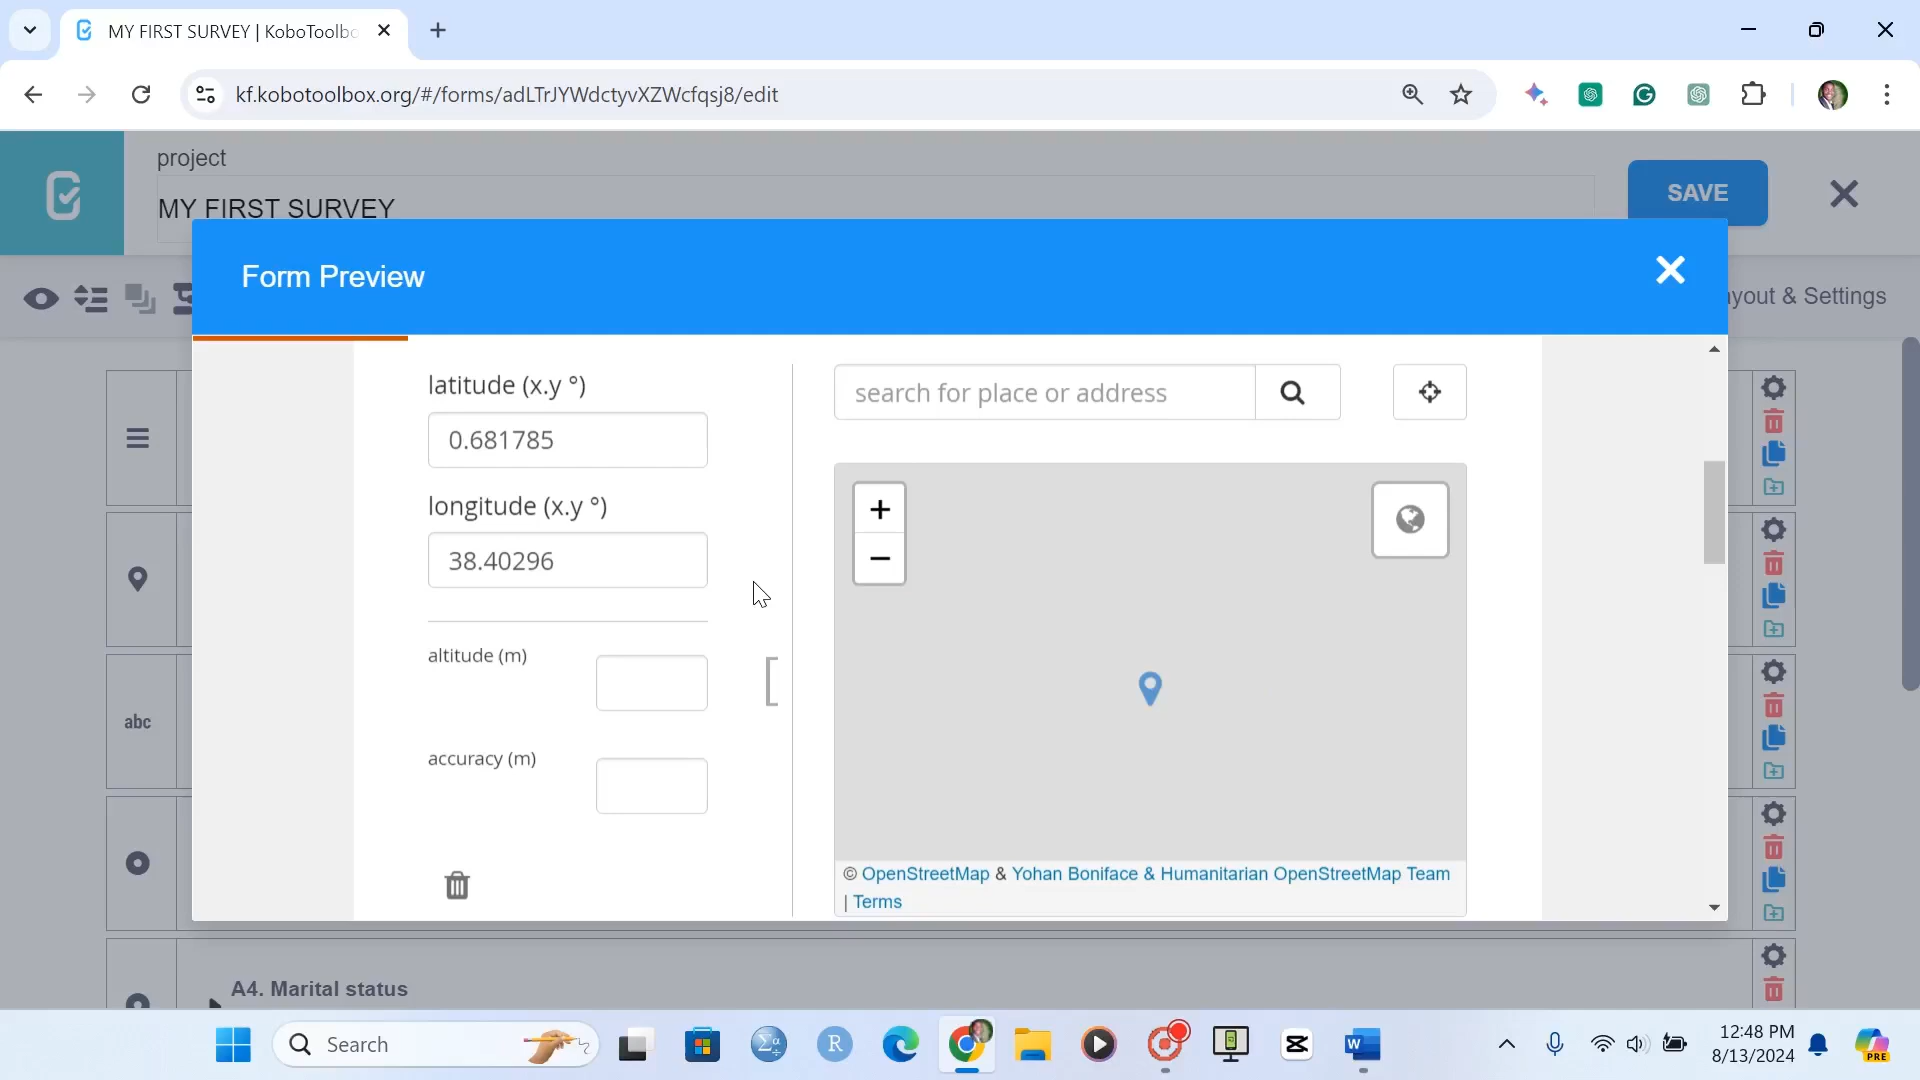 MY FIRST SURVEY | KoboToolbo
kf.kobotoolbox.org/#/forms/adLTrJYWdctyvXZWcfqsj8/edit
project
MY FIRST SURVEY
SAVE
Form Preview
yout & Settings
latitude (x.y °)
search for place or address
0.681785
+
longitude (x.y °)
−
38.40296
altitude (m)
abc
accuracy (m)
© OpenStreetMap & Yohan Boniface & Humanitarian OpenStreetMap Team
| Terms
A4. Marital status
Search
Σα
R
W
12:48 PM
8/13/2024
PRE